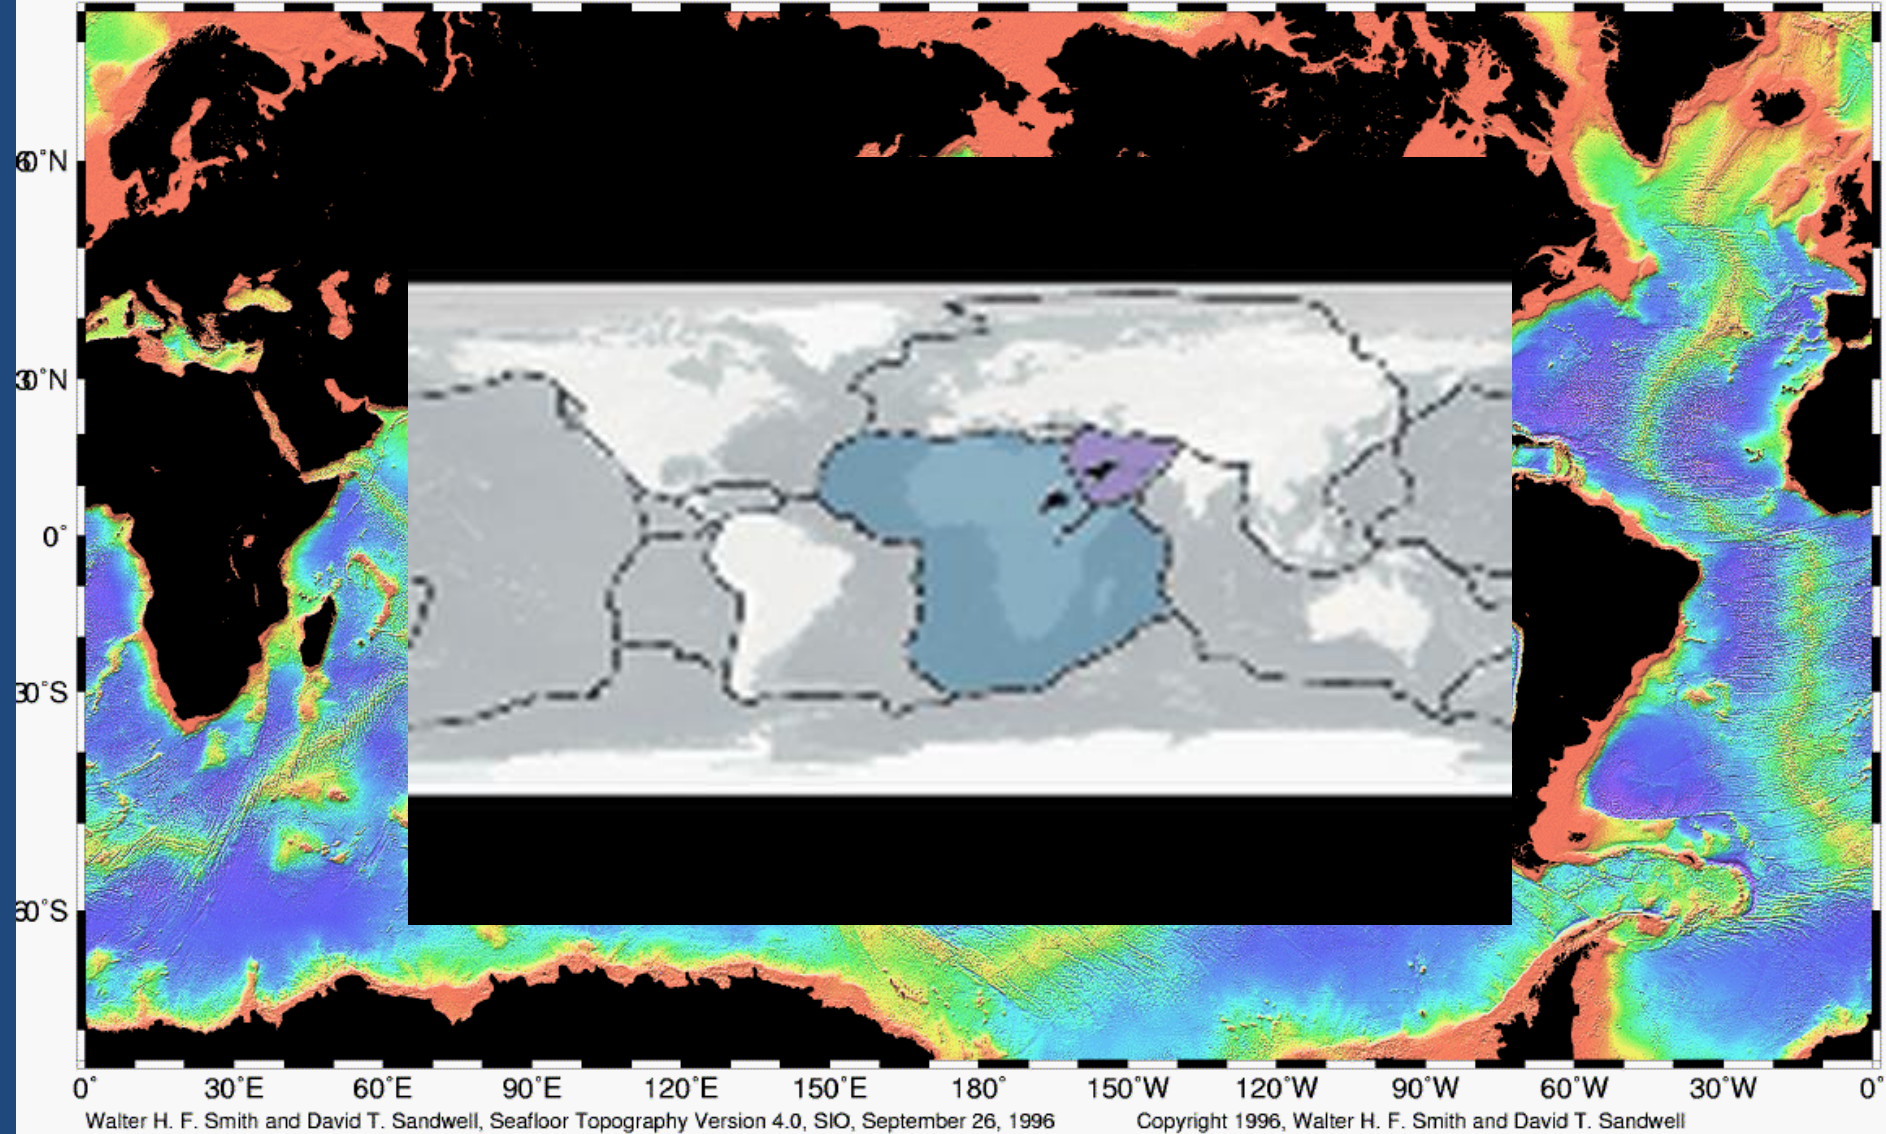 60°N
30°N
0°
30°S
60°S
0° 30°E 60°E 90°E 120°E 150°E 180° 150°W 120°W 90°W 60°W 30°W 0°
Walter H. F. Smith and David T. Sandwell, Seafloor Topography Version 4.0, SIO, September 26, 1996 Copyright 1996, Walter H. F. Smith and David T. Sandwell